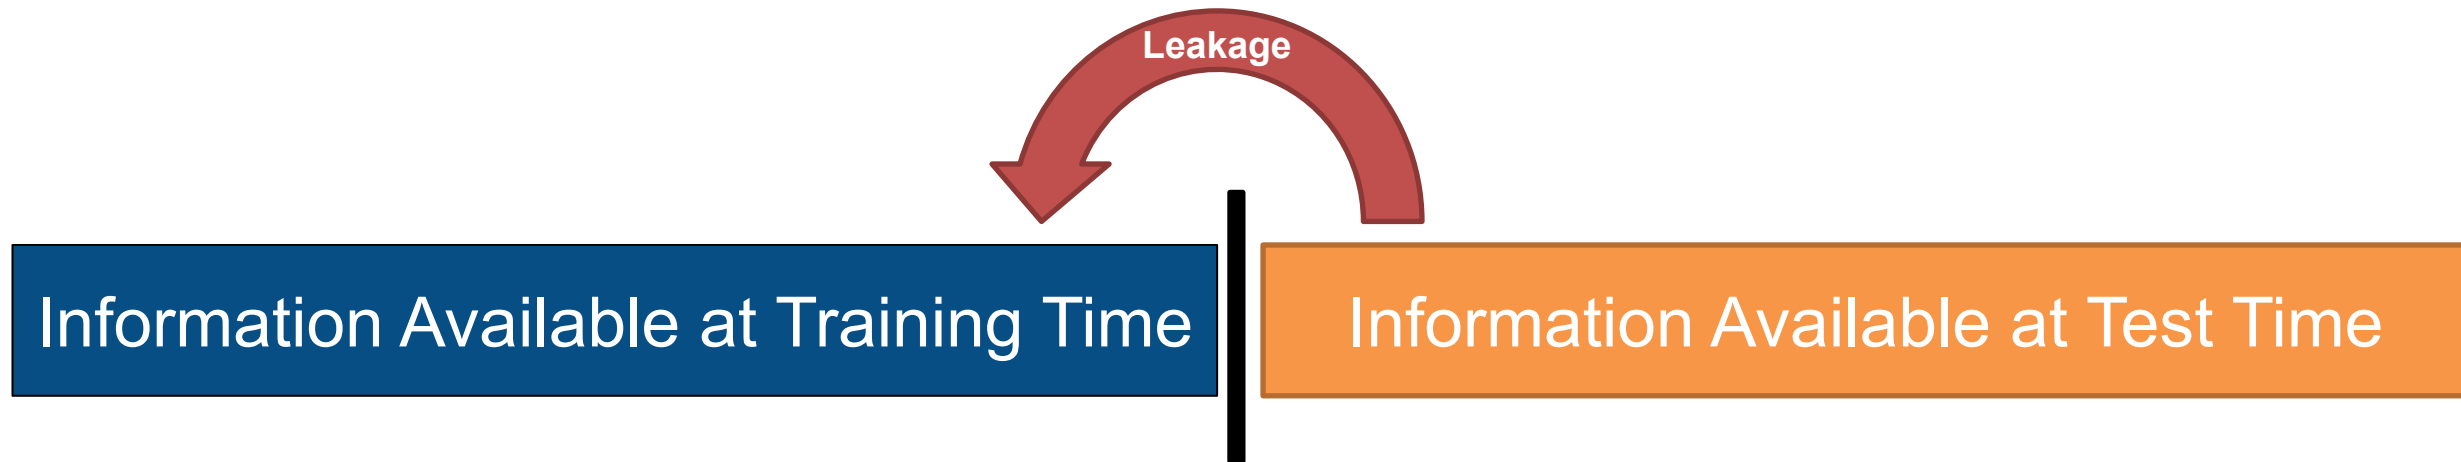 Leakage
Information Available at Training Time
Information Available at Test Time